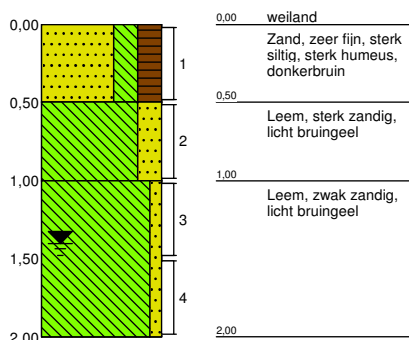 0,00
0,50
1,00
1,50
2,00
1
2
3
4
0,00
weiland
Zand, zeer fijn, sterk
siltig, sterk humeus,
donkerbruin
0,50
Leem, sterk zandig,
licht bruingeel
1,00
Leem, zwak zandig,
licht bruingeel
2,00